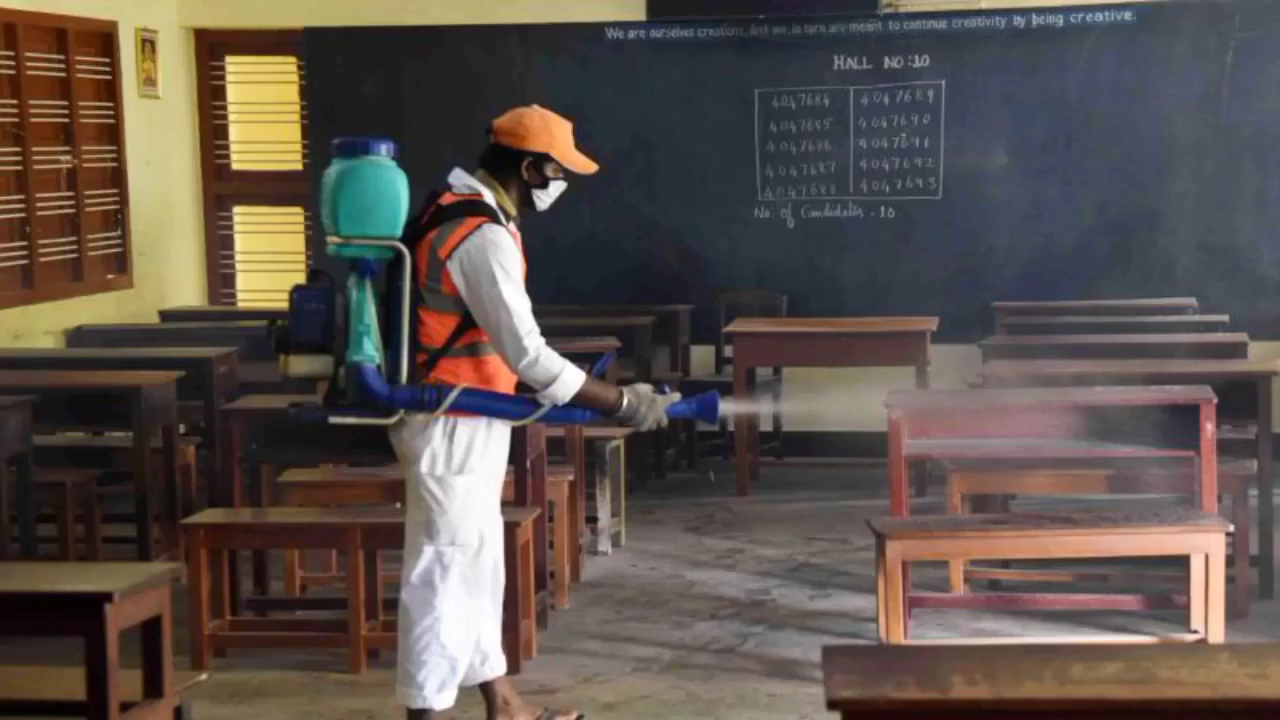 We are ourselves creations. And we, in turn are meant to continue creativity by being creative.
HALL NO:10
4047684 4047689
4047685 4047690
4047686 4047691
4047687 4047692
4047688 4047693
No. of Candidates - 10